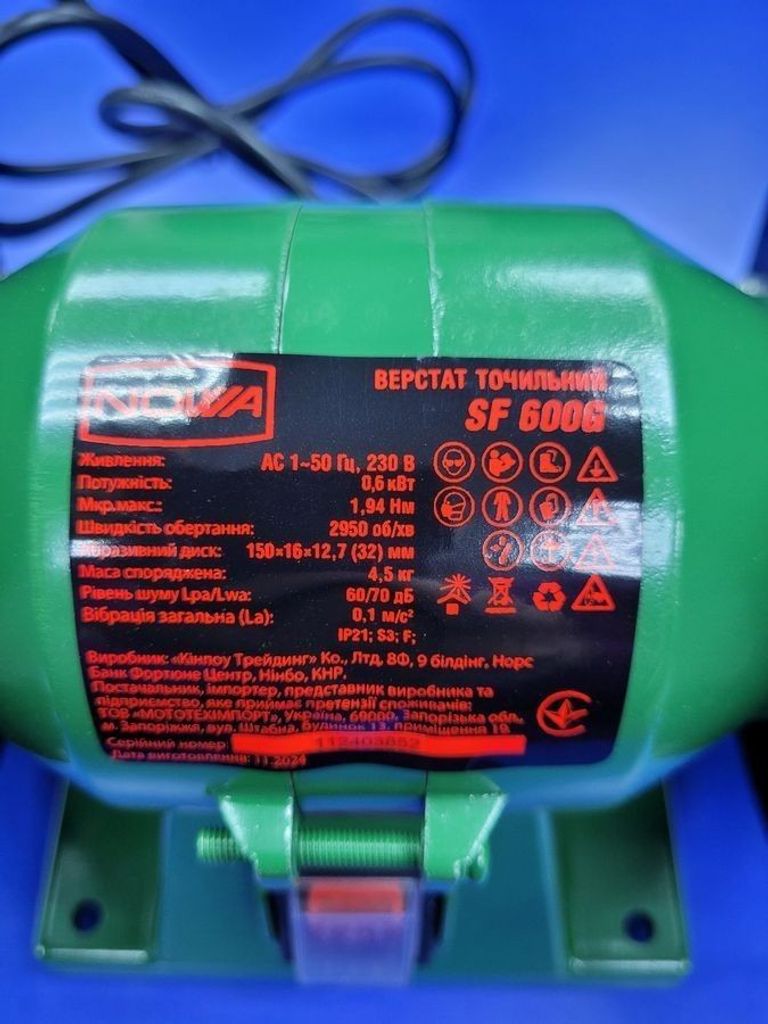 NOWA
ВЕРСТАТ ТОЧИЛЬНИЙ
SF 600G
Живлення: AC 1~50 Гц, 230 В
Потужність: 0,6 кВт
Мкр.макс.: 1,94 Нм
Швидкість обертання: 2950 об/хв
Абразивний диск: 150×16×12,7 (32) мм
Маса споряджена: 4,5 кг
Рівень шуму Lpa/Lwa: 60/70 дБ
Вібрація загальна (La): 0,1 м/с²
IP21; S3; F;
Виробник: «Кінпоу Трейдинг» Ко., Лтд, 8Ф, 9 білдінг, Норс
Банк Фортюне Центр, Нінбо, КНР.
Постачальник, імпортер, представник виробника та
підприємство, яке приймає претензії споживачів:
ТОВ «МОТОТЕХІМПОРТ», Україна, 69000, Запорізька обл.,
м. Запоріжжя, вул. Штабна, будинок 13, приміщення 10.
Серійний номер
Дата виготовлення: 11.2024